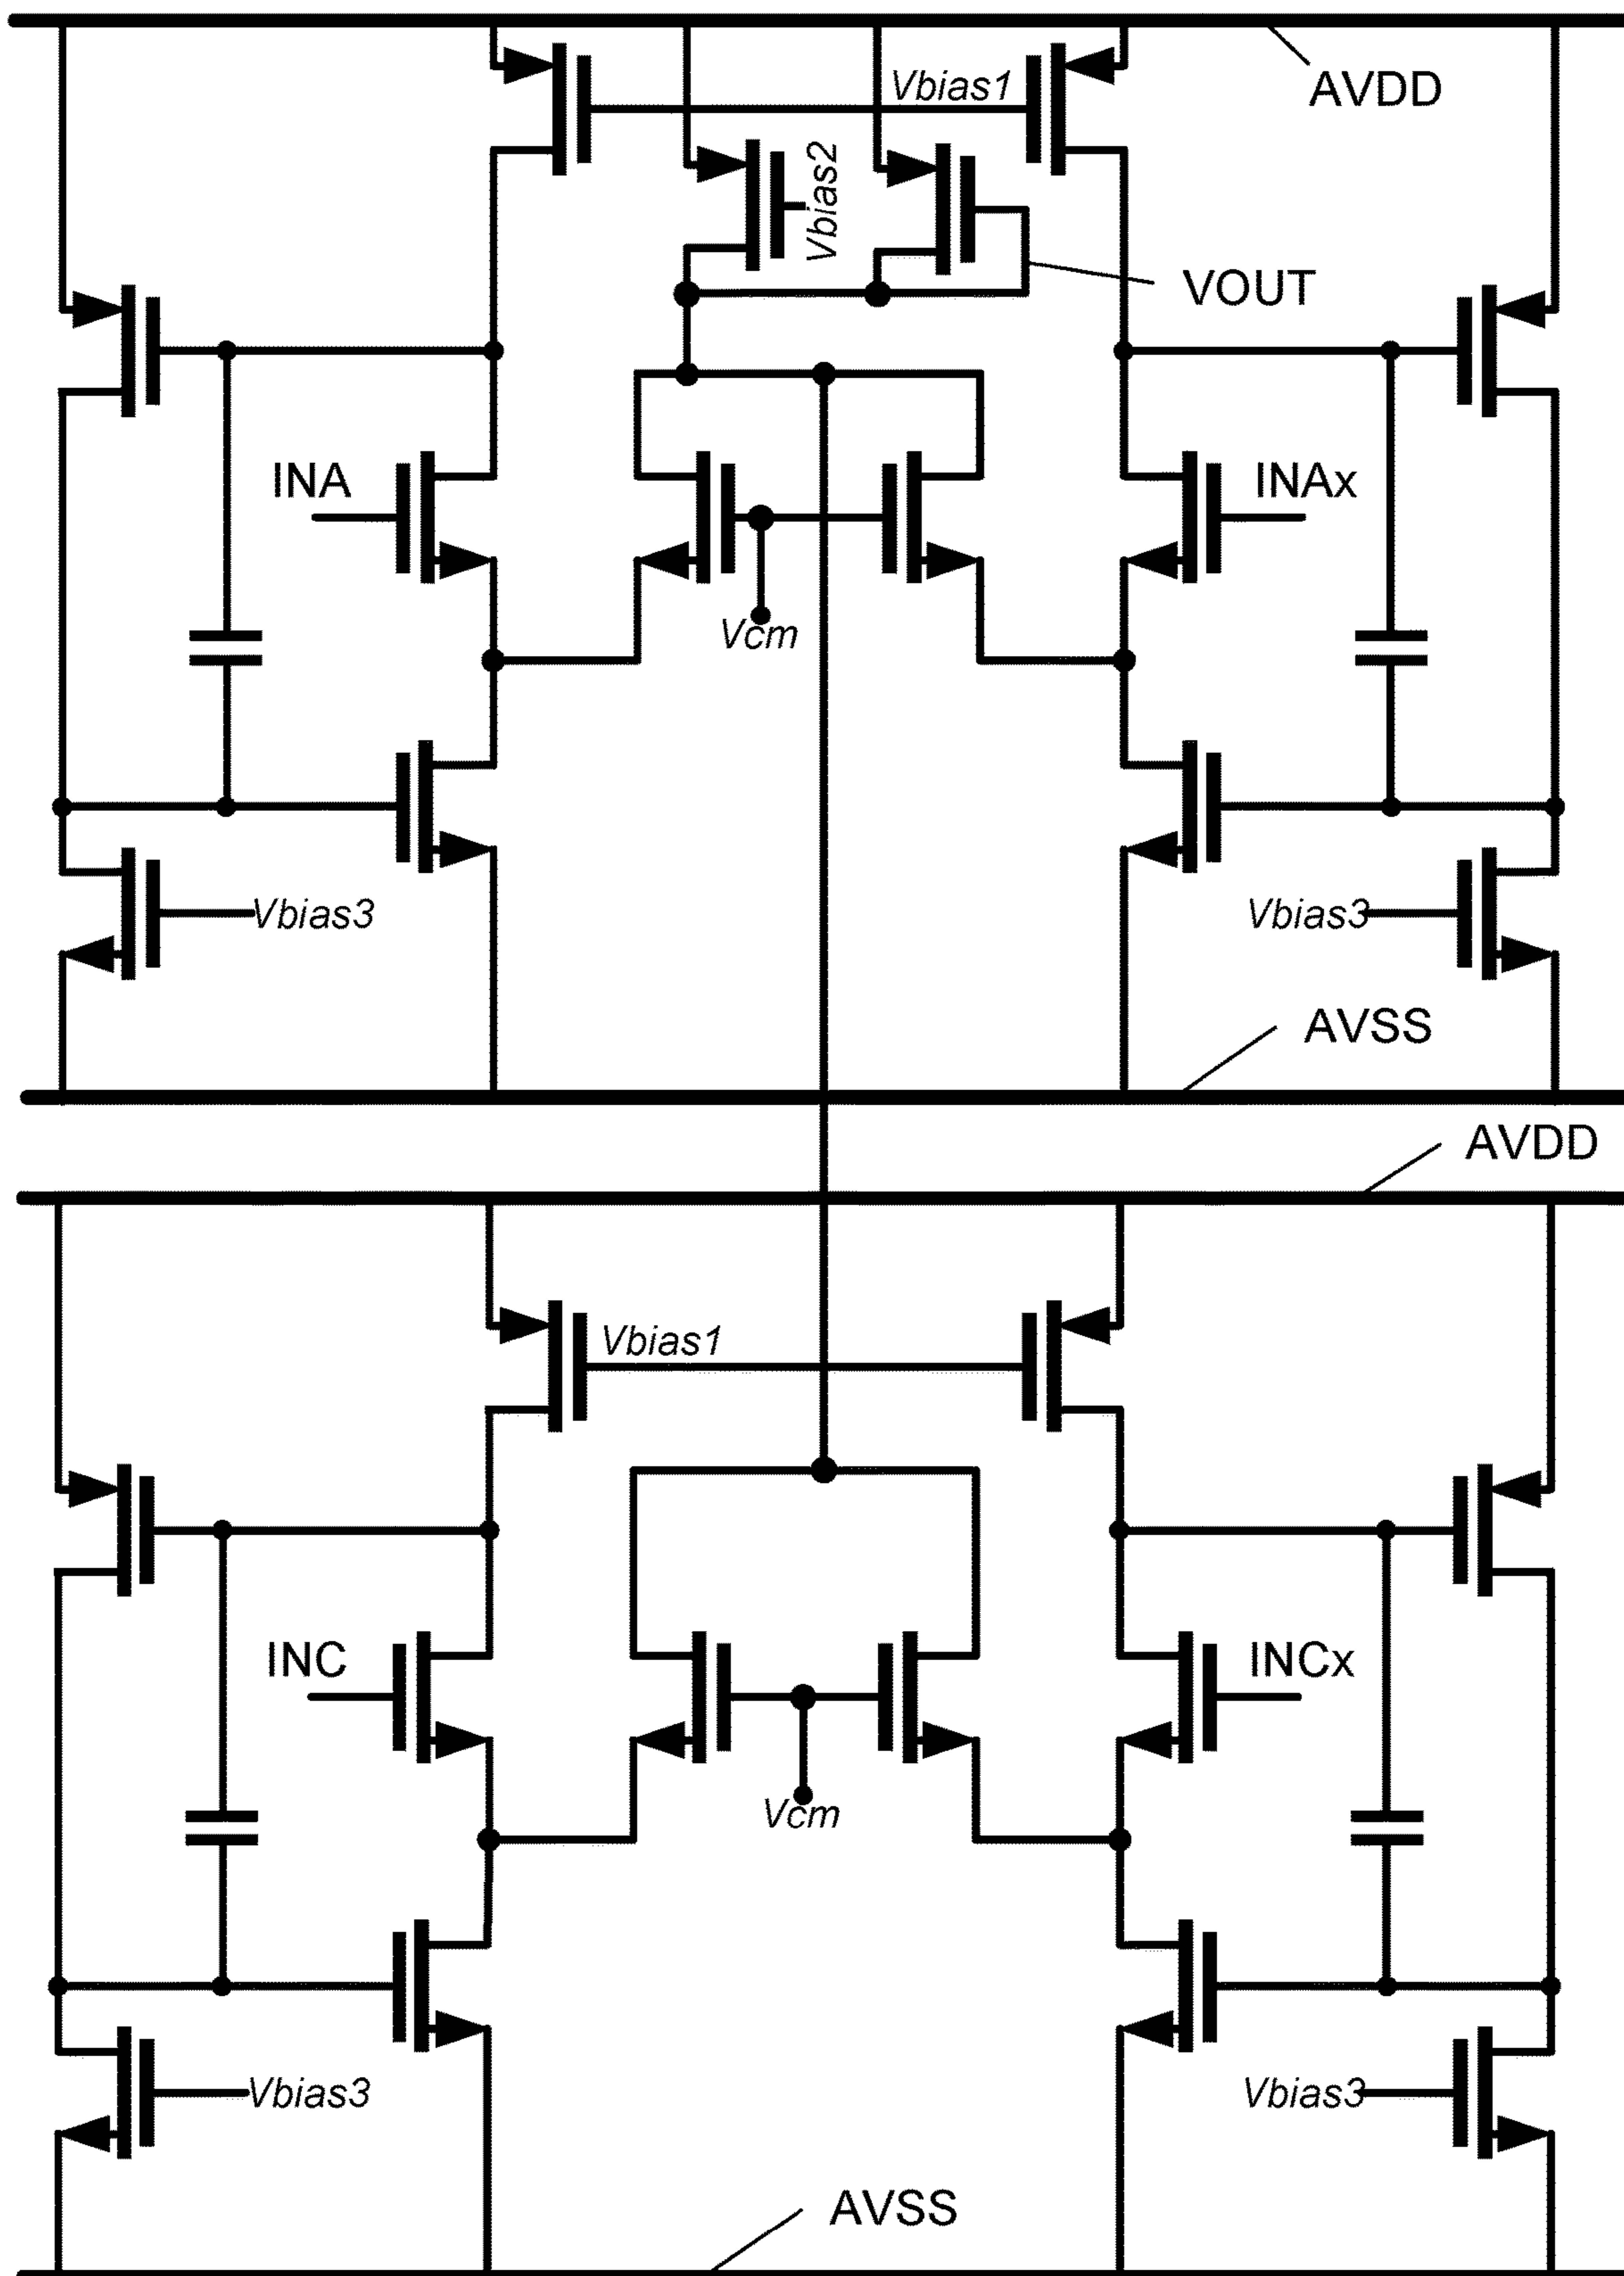 Vbias1
AVDD
Vbias2
VOUT
INA
INAx
Vcm
Vbias3
Vbias3
AVSS
AVDD
Vbias1
INC
INCx
Vcm
Vbias3
Vbias3
AVSS